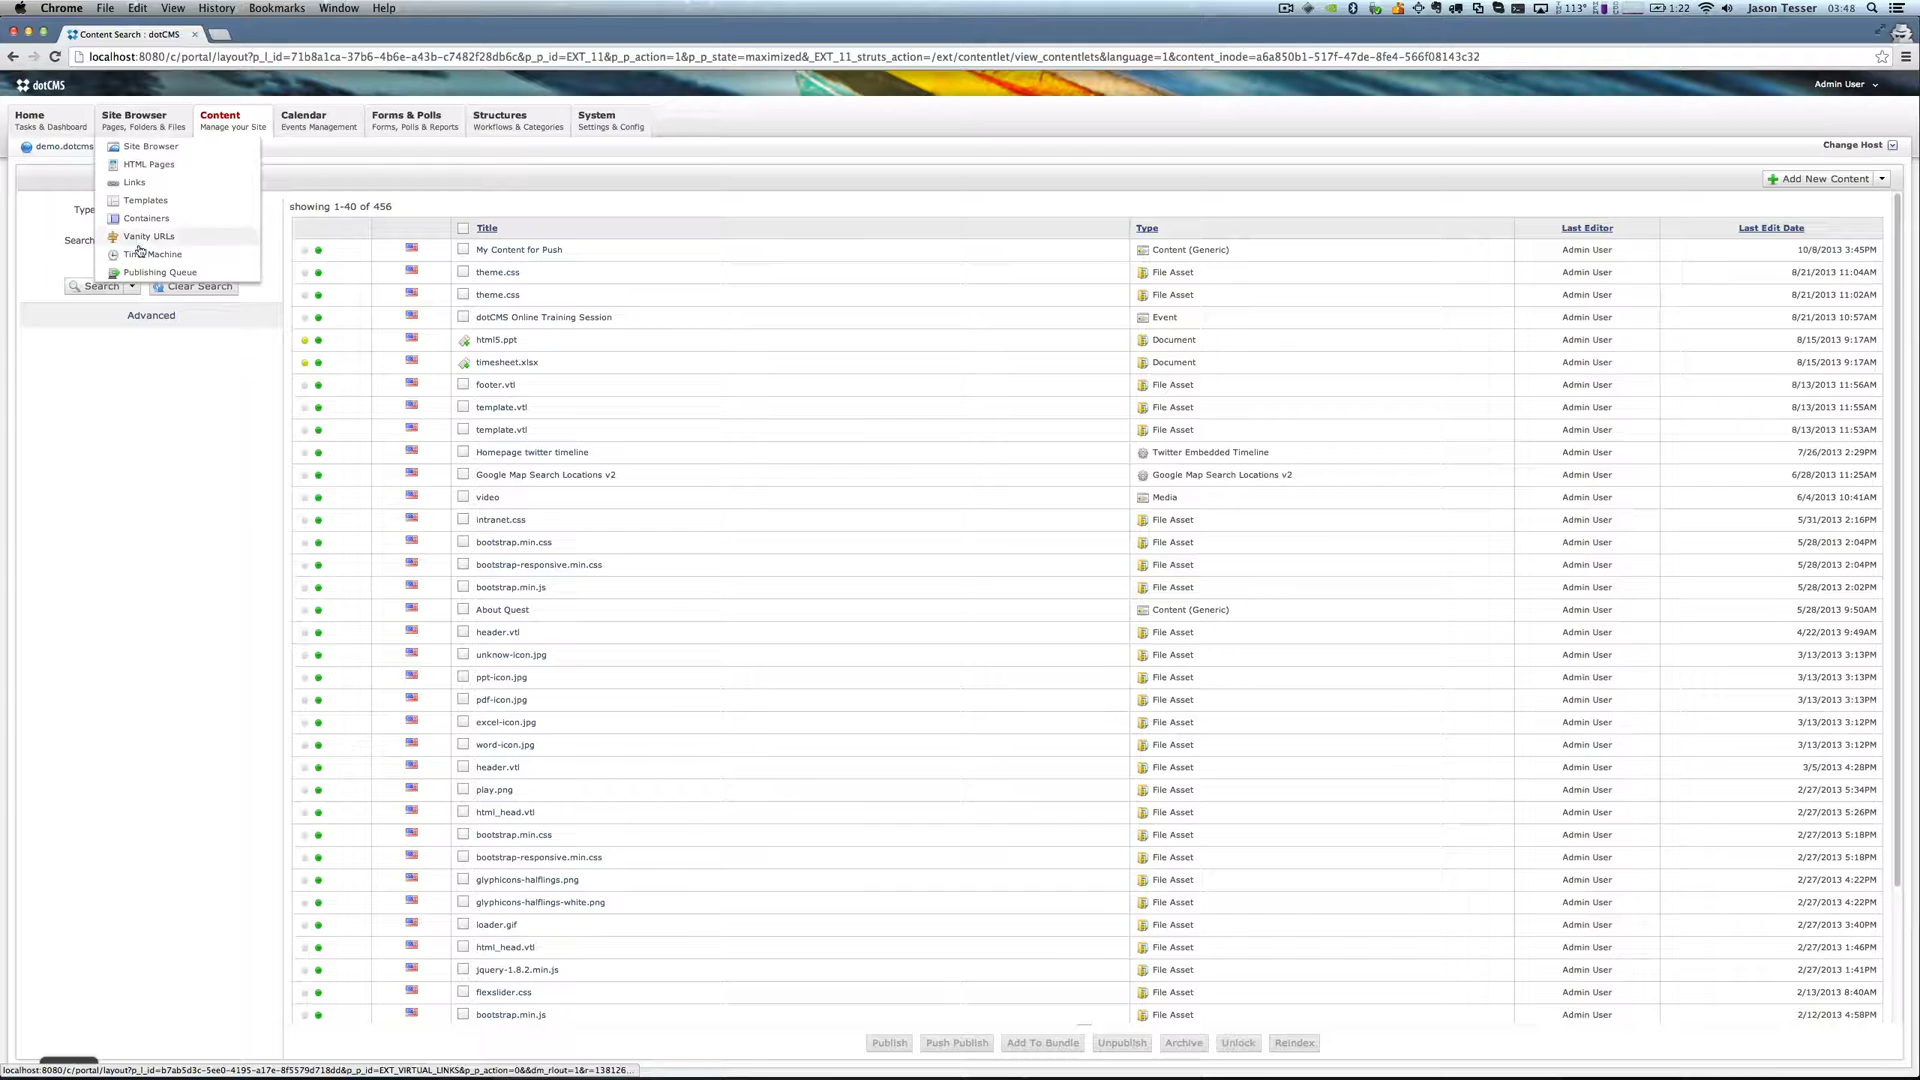 Chrome File Edit View History Bookmarks Window Help 113° 1:22 Jason Tesser 03:48
Content Search : dotCMS
localhost:8080/c/portal/layout?p_l_id=71b8a1ca-37b6-4b6e-a43b-c7482f28db6c&p_p_id=EXT_11&p_p_action=1&p_p_state=maximized&_EXT_11_struts_action=/ext/contentlet/view_contentlets&language=1&content_inode=a6a850b1-517f-47de-8fe4-566f08143c32
dotCMS Admin User
Home Site Browser Content Calendar Forms & Polls Structures System
Tasks & Dashboard Pages, Folders & Files Manage your Site Events Management Forms, Polls & Reports Workflows & Categories Settings & Config
demo.dotcms Change Host
Site Browser
HTML Pages
Links
Templates
Containers
Vanity URLs
Time Machine
Publishing Queue
Type
Search
Search Clear Search
Advanced
Add New Content
showing 1-40 of 456
Title Type Last Editor Last Edit Date
My Content for Push Content (Generic) Admin User 10/8/2013 3:45PM
theme.css File Asset Admin User 8/21/2013 11:04AM
theme.css File Asset Admin User 8/21/2013 11:02AM
dotCMS Online Training Session Event Admin User 8/21/2013 10:57AM
html5.ppt Document Admin User 8/15/2013 9:17AM
timesheet.xlsx Document Admin User 8/15/2013 9:17AM
footer.vtl File Asset Admin User 8/13/2013 11:56AM
template.vtl File Asset Admin User 8/13/2013 11:55AM
template.vtl File Asset Admin User 8/13/2013 11:53AM
Homepage twitter timeline Twitter Embedded Timeline Admin User 7/26/2013 2:29PM
Google Map Search Locations v2 Google Map Search Locations v2 Admin User 6/28/2013 11:25AM
video Media Admin User 6/4/2013 10:41AM
intranet.css File Asset Admin User 5/31/2013 2:16PM
bootstrap.min.css File Asset Admin User 5/28/2013 2:04PM
bootstrap-responsive.min.css File Asset Admin User 5/28/2013 2:04PM
bootstrap.min.js File Asset Admin User 5/28/2013 2:02PM
About Quest Content (Generic) Admin User 5/28/2013 9:50AM
header.vtl File Asset Admin User 4/22/2013 9:49AM
unknow-icon.jpg File Asset Admin User 3/13/2013 3:13PM
ppt-icon.jpg File Asset Admin User 3/13/2013 3:13PM
pdf-icon.jpg File Asset Admin User 3/13/2013 3:13PM
excel-icon.jpg File Asset Admin User 3/13/2013 3:12PM
word-icon.jpg File Asset Admin User 3/13/2013 3:12PM
header.vtl File Asset Admin User 3/5/2013 4:28PM
play.png File Asset Admin User 2/27/2013 5:34PM
html_head.vtl File Asset Admin User 2/27/2013 5:26PM
bootstrap.min.css File Asset Admin User 2/27/2013 5:18PM
bootstrap-responsive.min.css File Asset Admin User 2/27/2013 5:18PM
glyphicons-halflings.png File Asset Admin User 2/27/2013 4:22PM
glyphicons-halflings-white.png File Asset Admin User 2/27/2013 4:22PM
loader.gif File Asset Admin User 2/27/2013 3:40PM
html_head.vtl File Asset Admin User 2/27/2013 1:46PM
jquery-1.8.2.min.js File Asset Admin User 2/27/2013 1:41PM
flexslider.css File Asset Admin User 2/13/2013 8:40AM
bootstrap.min.js File Asset Admin User 2/12/2013 4:58PM
Publish Push Publish Add To Bundle Unpublish Archive Unlock Reindex
localhost:8080/c/portal/layout?p_l_id=b7ab5d3c-5ee0-4195-a17e-8f5579d718dd&p_p_id=EXT_VIRTUAL_LINKS&p_p_action=0&&dm_rlout=1&r=138126...